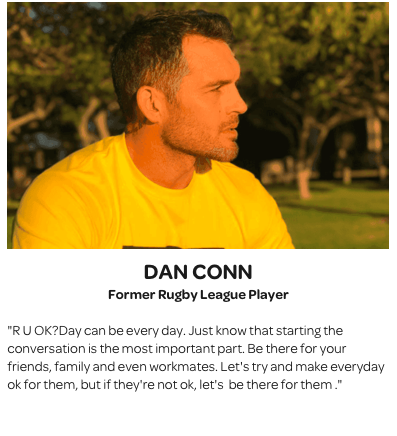 DAN CONN
Former Rugby League Player
"R U OK?Day can be every day. Just know that starting the
conversation is the most important part. Be there for your
friends, family and even workmates. Let's try and make everyday
ok for them, but if they're not ok, let's  be there for them ."